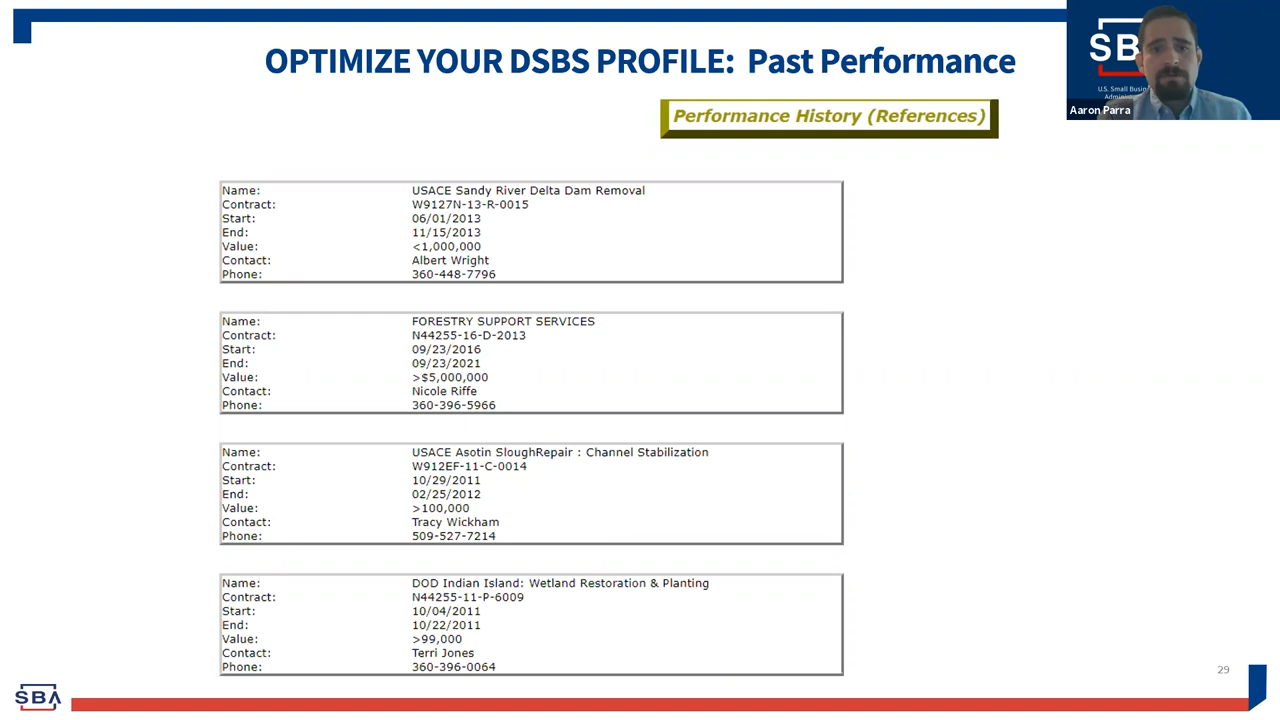 OPTIMIZE YOUR DSBS PROFILE: Past Performance
SB
U.S. Small Busin
Admini
Aaron Parra
Performance History (References)
Name: USACE Sandy River Delta Dam Removal
Contract: W9127N-13-R-0015
Start: 06/01/2013
End: 11/15/2013
Value: <1,000,000
Contact: Albert Wright
Phone: 360-448-7796
Name: FORESTRY SUPPORT SERVICES
Contract: N44255-16-D-2013
Start: 09/23/2016
End: 09/23/2021
Value: >$5,000,000
Contact: Nicole Riffe
Phone: 360-396-5966
Name: USACE Asotin SloughRepair : Channel Stabilization
Contract: W912EF-11-C-0014
Start: 10/29/2011
End: 02/25/2012
Value: >100,000
Contact: Tracy Wickham
Phone: 509-527-7214
Name: DOD Indian Island: Wetland Restoration & Planting
Contract: N44255-11-P-6009
Start: 10/04/2011
End: 10/22/2011
Value: >99,000
Contact: Terri Jones
Phone: 360-396-0064
29
SBA